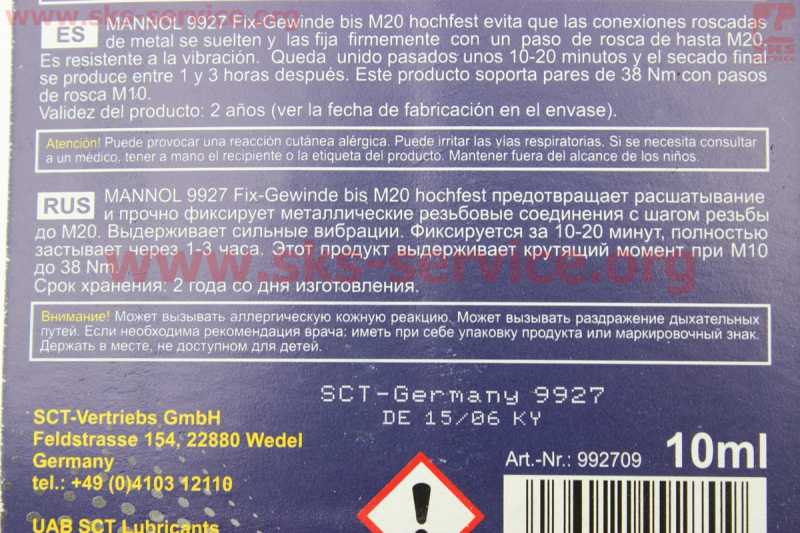 ES MANNOL 9927 Fix-Gewinde bis M20 hochfest evita que las conexiones roscadas
de metal se suelten y las fija firmemente con un paso de rosca de hasta M20.
Es resistente a la vibración. Queda unido pasados unos 10-20 minutos y el secado final
se produce entre 1 y 3 horas después. Este producto soporta pares de 38 Nm con pasos
de rosca M10.
Validez del producto: 2 años (ver la fecha de fabricación en el envase).
Atención! Puede provocar una reacción cutánea alérgica. Puede irritar las vías respiratorias. Si se necesita consultar
a un médico, tener a mano el recipiente o la etiqueta del producto. Mantener fuera del alcance de los niños.
RUS MANNOL 9927 Fix-Gewinde bis M20 hochfest предотвращает расшатывание
и прочно фиксирует металлические резьбовые соединения с шагом резьбы
до M20. Выдерживает сильные вибрации. Фиксируется за 10-20 минут, полностью
застывает через 1-3 часа. Этот продукт выдерживает крутящий момент при M10
до 38 Nm.
Срок хранения: 2 года со дня изготовления.
Внимание! Может вызывать аллергическую кожную реакцию. Может вызывать раздражение дыхательных
путей. Если необходима рекомендация врача: иметь при себе упаковку продукта или маркировочный знак.
Держать в месте, не доступном для детей.
www.sks-service.org
SKS
SERVICE
SCT-Germany 9927
DE 15/06 KY
SCT-Vertriebs GmbH
Feldstrasse 154, 22880 Wedel
Germany
tel.: +49 (0)4103 12110
UAB SCT Lubricants
Art.-Nr.: 992709 10ml